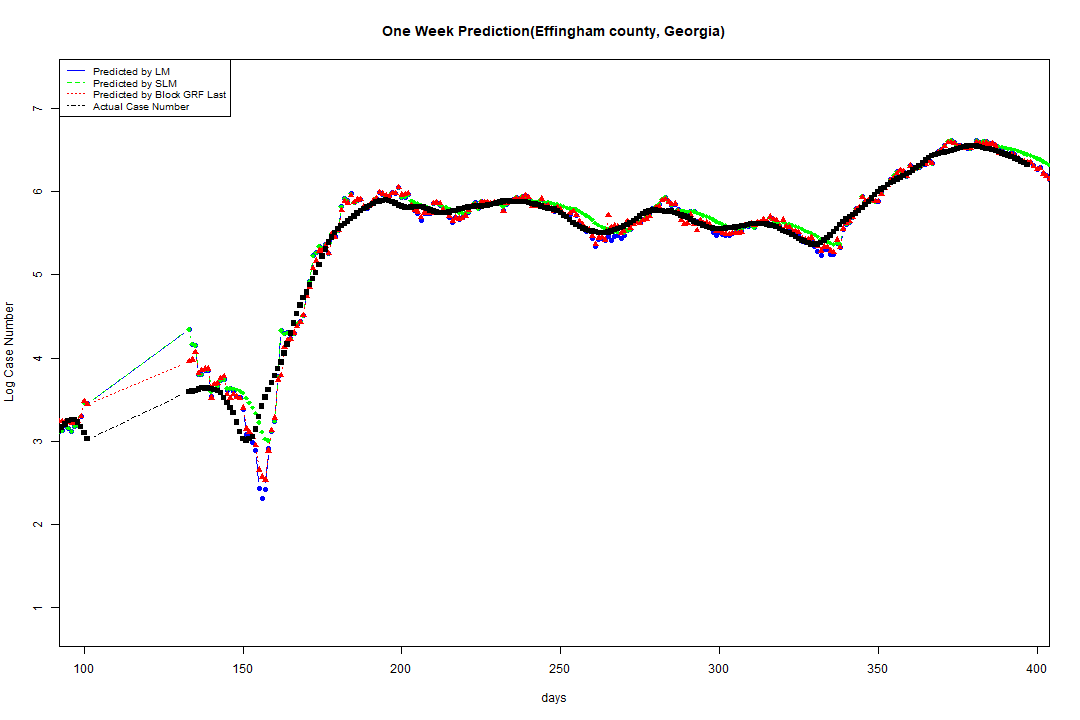 One Week Prediction(Effingham county, Georgia)
Predicted by LM
Predicted by SLM
Predicted by Block GRF Last
Actual Case Number
7
6
5
4
3
2
1
Log Case Number
100 150 200 250 300 350 400
days